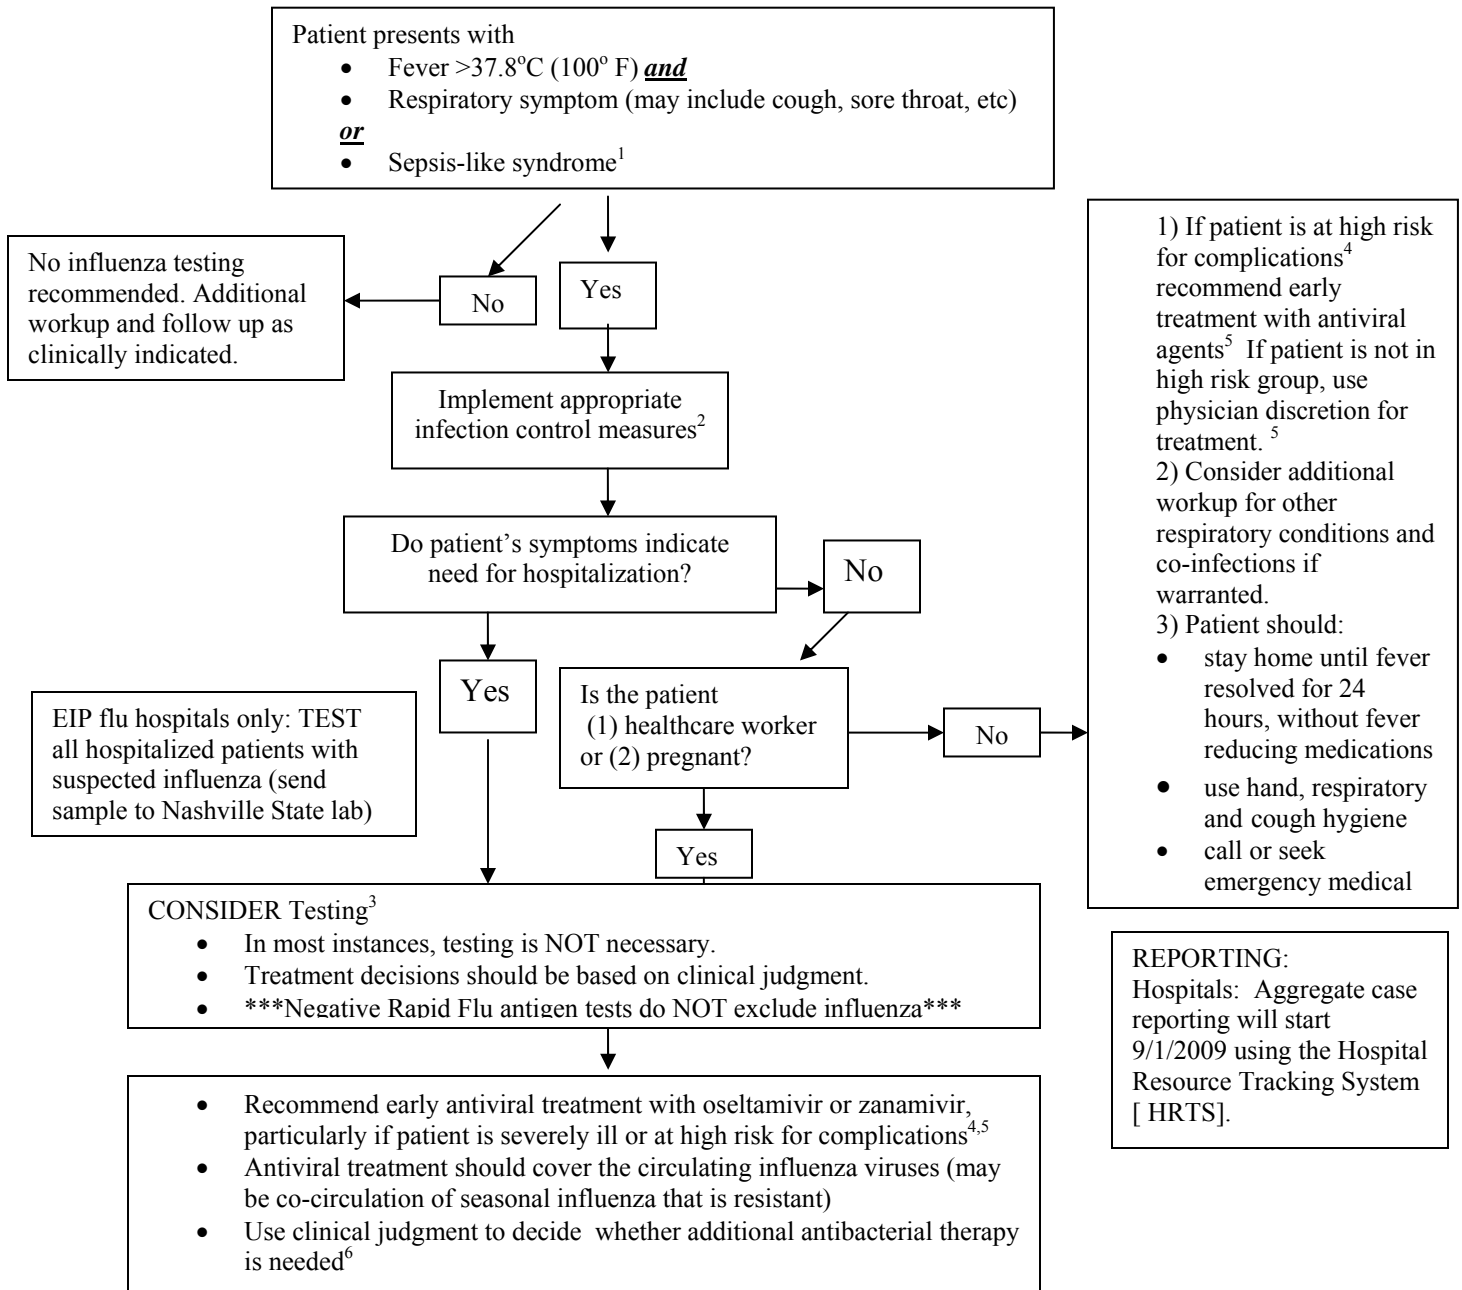 Patient presents with
• Fever >37.8°C (100° F) and
• Respiratory symptom (may include cough, sore throat, etc)
or
• Sepsis-like syndrome1
No influenza testing
recommended. Additional
workup and follow up as
clinically indicated.
No
Yes
Implement appropriate
infection control measures2
Do patient’s symptoms indicate
need for hospitalization?
No
Yes
EIP flu hospitals only: TEST
all hospitalized patients with
suspected influenza (send
sample to Nashville State lab)
Is the patient
(1) healthcare worker
or (2) pregnant?
No
Yes
1) If patient is at high risk
for complications4
recommend early
treatment with antiviral
agents5 If patient is not in
high risk group, use
physician discretion for
treatment. 5
2) Consider additional
workup for other
respiratory conditions and
co-infections if
warranted.
3) Patient should:
• stay home until fever
resolved for 24
hours, without fever
reducing medications
• use hand, respiratory
and cough hygiene
• call or seek
emergency medical
CONSIDER Testing3
• In most instances, testing is NOT necessary.
• Treatment decisions should be based on clinical judgment.
• ***Negative Rapid Flu antigen tests do NOT exclude influenza***
REPORTING:
Hospitals: Aggregate case
reporting will start
9/1/2009 using the Hospital
Resource Tracking System
[ HRTS].
• Recommend early antiviral treatment with oseltamivir or zanamivir,
particularly if patient is severely ill or at high risk for complications4,5
• Antiviral treatment should cover the circulating influenza viruses (may
be co-circulation of seasonal influenza that is resistant)
• Use clinical judgment to decide whether additional antibacterial therapy
is needed6